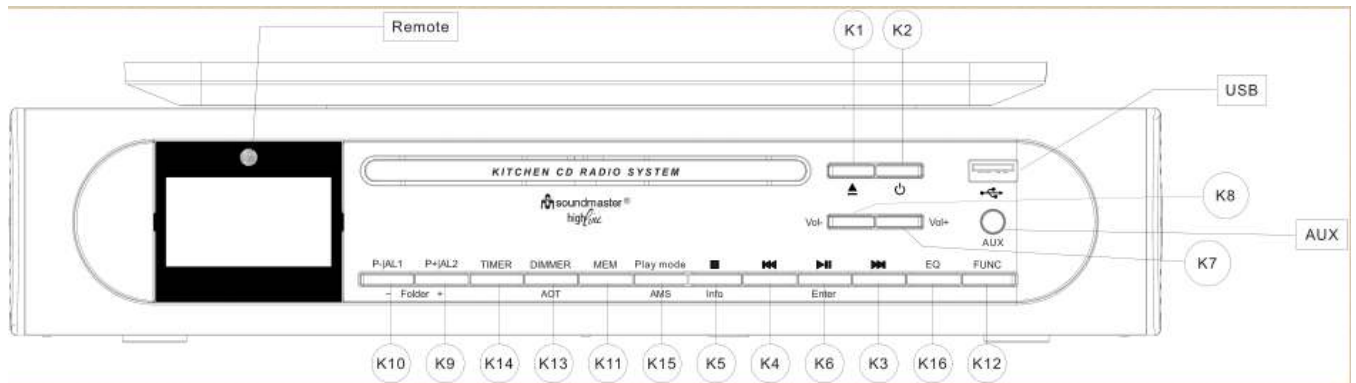 Remote
K1 K2
USB
KITCHEN CD RADIO SYSTEM
soundmaster®
highline
K8
Vol- Vol+
AUX
AUX
K7
P-|AL1 P+|AL2 TIMER DIMMER MEM Play mode EQ FUNC
− Folder + AOT AMS Info Enter
K10 K9 K14 K13 K11 K15 K5 K4 K6 K3 K16 K12